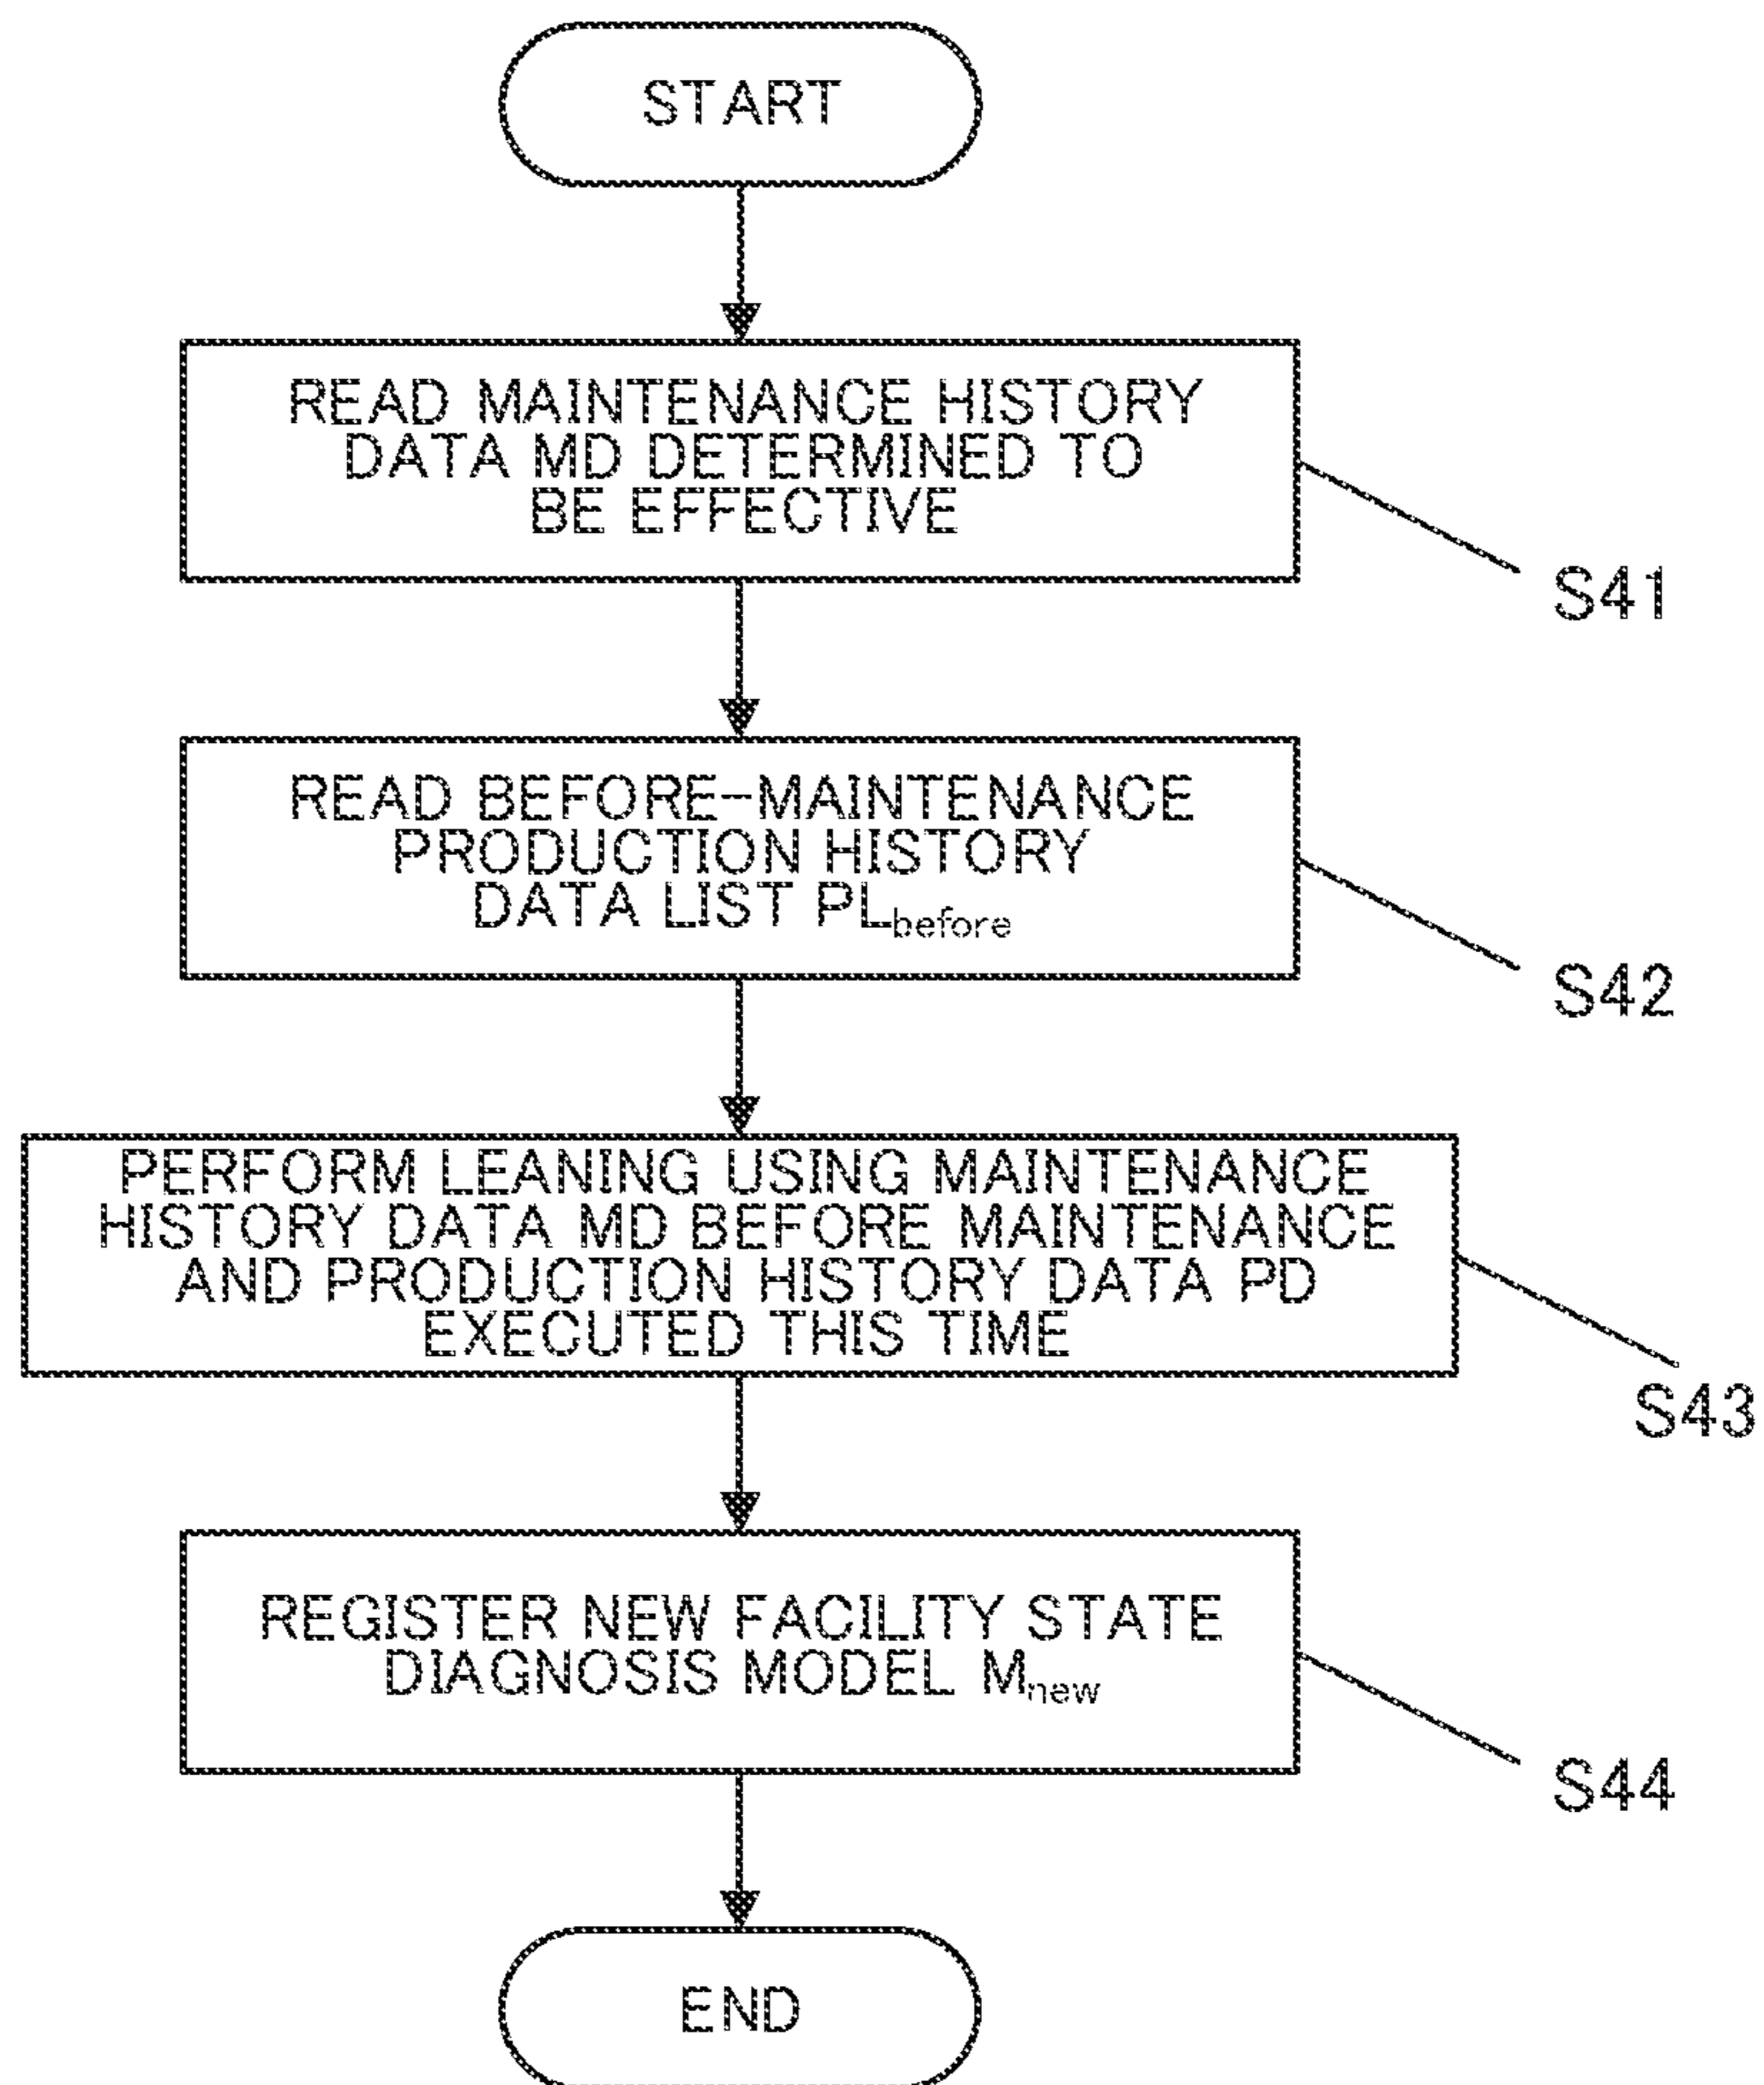 START
READ MAINTENANCE HISTORY
DATA MD DETERMINED TO
BE EFFECTIVE
S41
READ BEFORE-MAINTENANCE
PRODUCTION HISTORY
DATA LIST PLbefore
S42
PERFORM LEANING USING MAINTENANCE
HISTORY DATA MD BEFORE MAINTENANCE
AND PRODUCTION HISTORY DATA PD
EXECUTED THIS TIME
S43
REGISTER NEW FACILITY STATE
DIAGNOSIS MODEL Mnew
S44
END